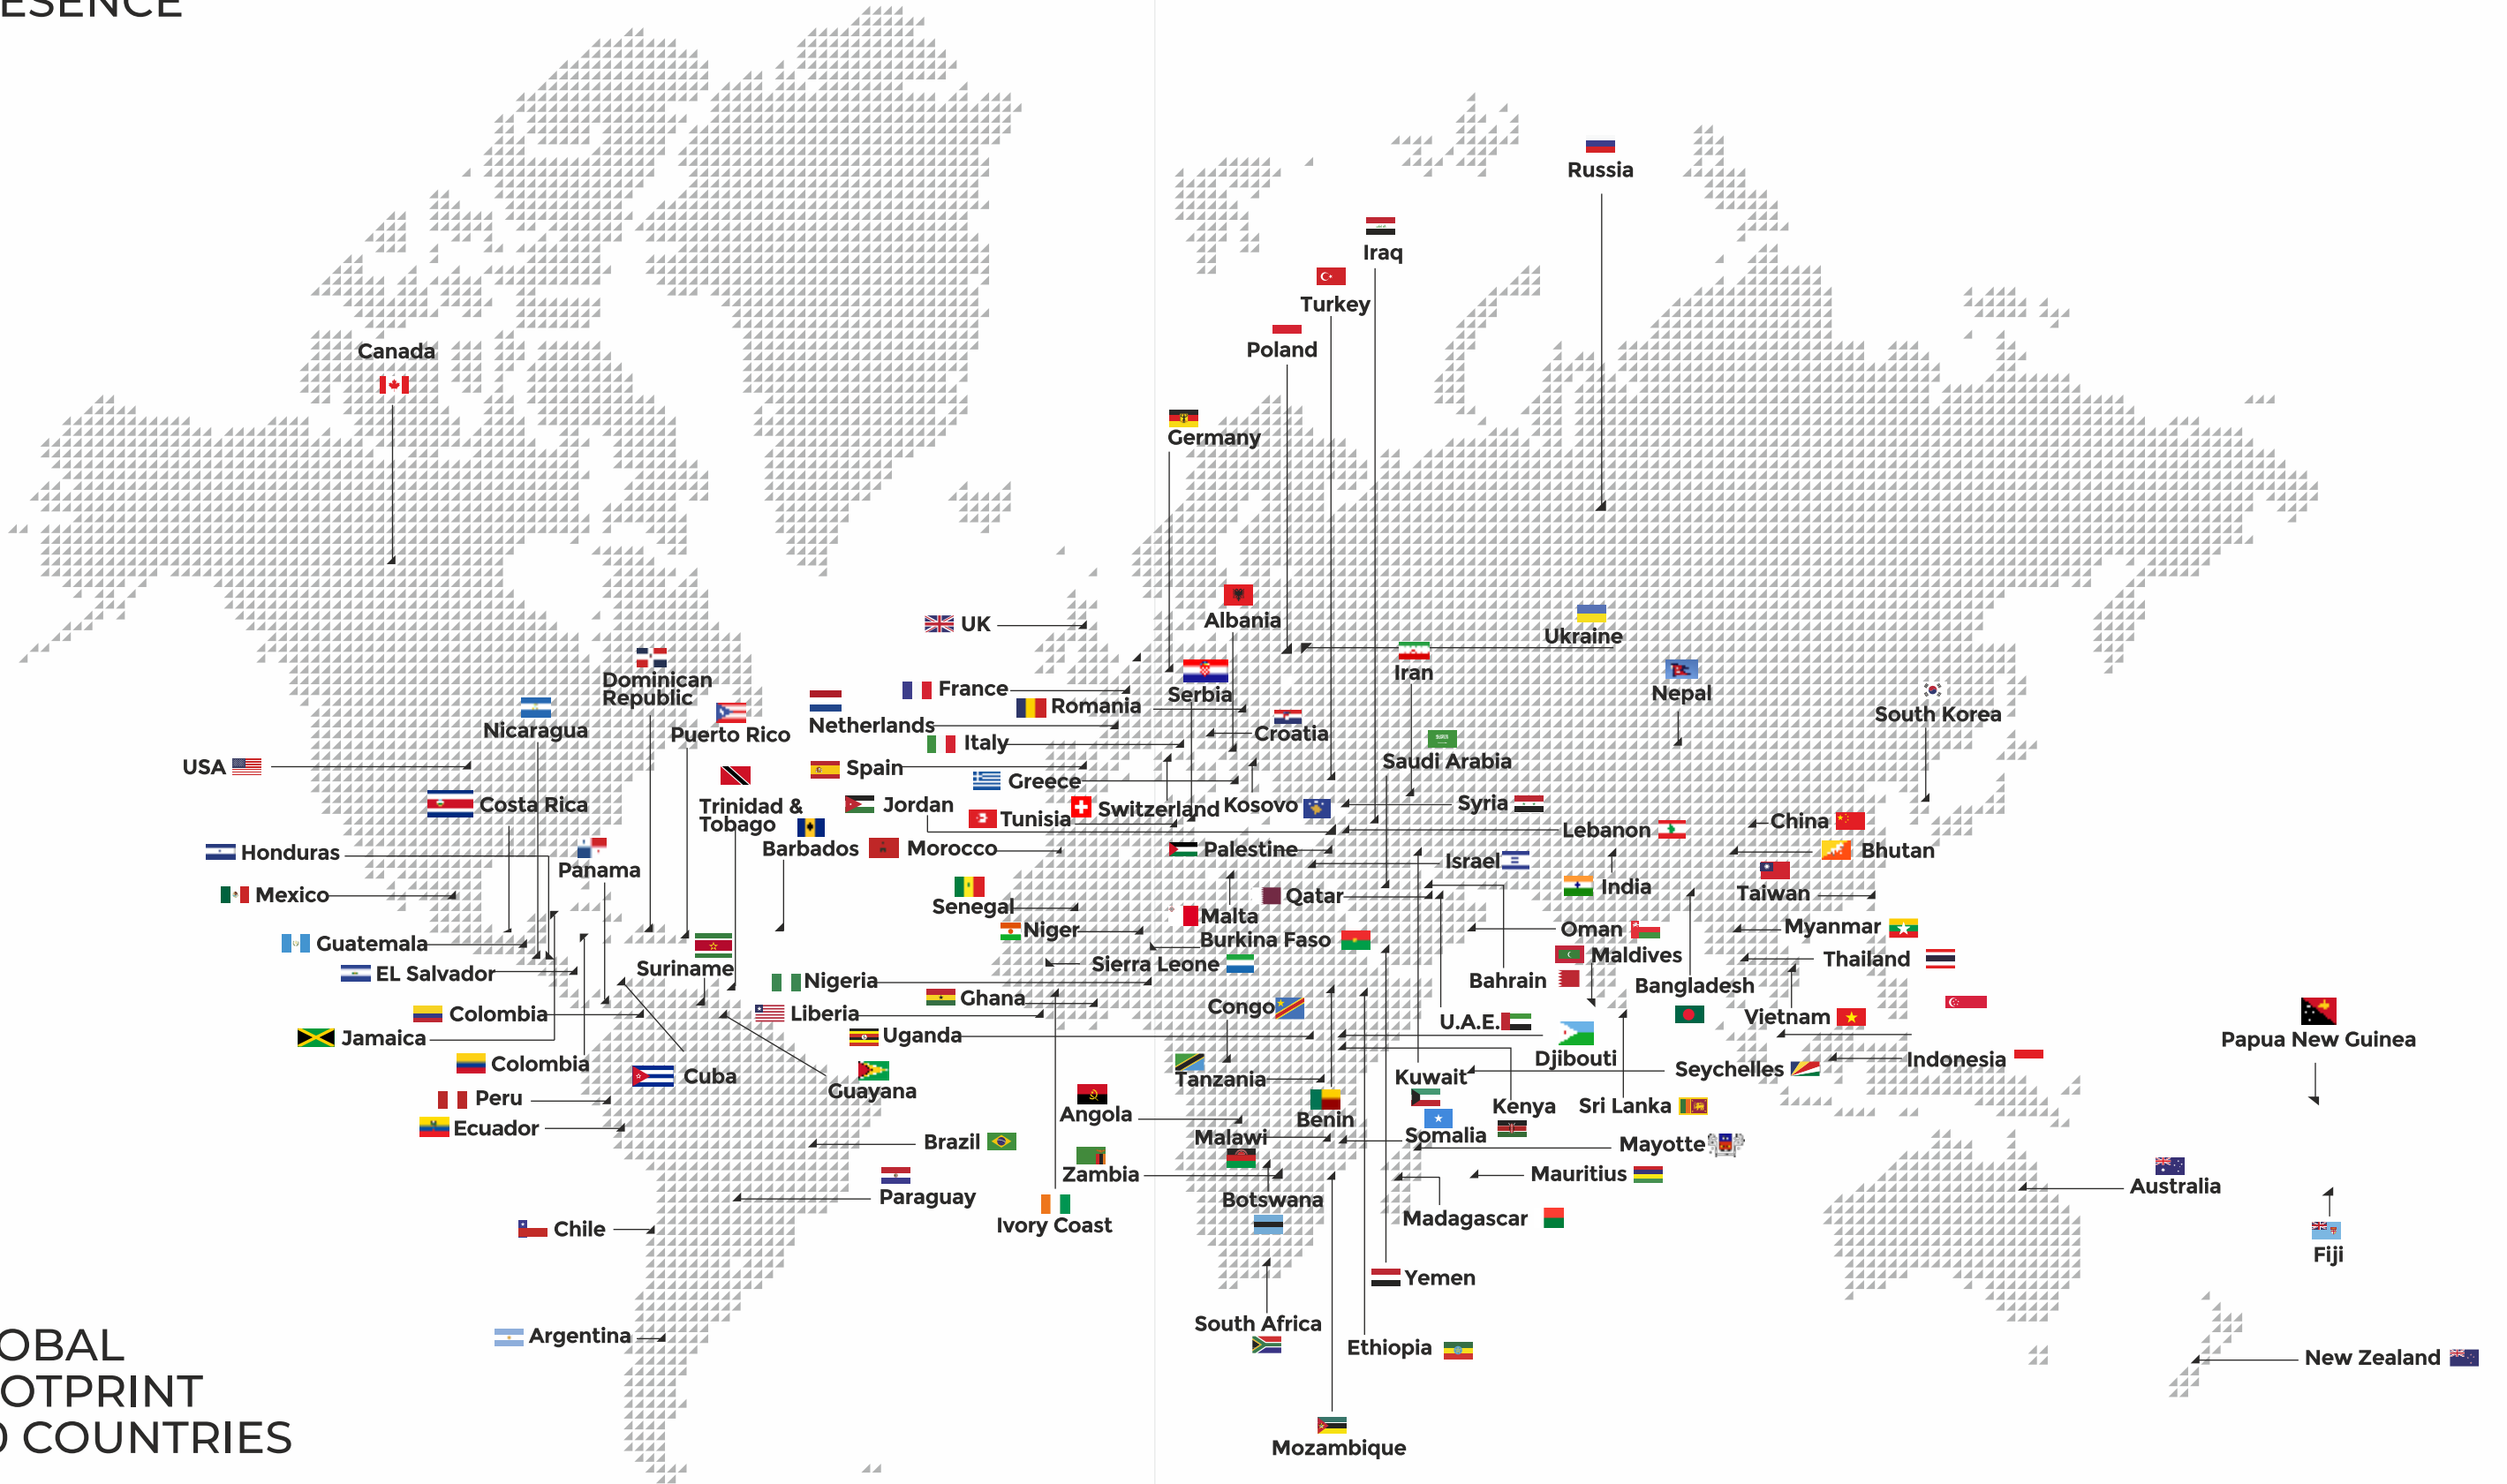 ESENCE
Russia
Iraq
Turkey
Poland
Canada
Germany
UK
Albania
Ukraine
Iran
Dominican
Republic
France
Serbia
Nepal
Romania
Netherlands
Nicaragua
Puerto Rico
Croatia
South Korea
Italy
USA
Spain
Greece
Saudi Arabia
Costa Rica
Trinidad &
Tobago
Jordan
Tunisia
Switzerland
Kosovo
Syria
Lebanon
China
Honduras
Panama
Barbados
Morocco
Palestine
Israel
Bhutan
Mexico
Senegal
Qatar
India
Taiwan
Malta
Guatemala
Niger
Burkina Faso
Oman
Myanmar
EL Salvador
Suriname
Sierra Leone
Maldives
Thailand
Nigeria
Bahrain
Bangladesh
Colombia
Liberia
Ghana
Congo
U.A.E.
Vietnam
Jamaica
Uganda
Djibouti
Papua New Guinea
Colombia
Cuba
Guayana
Tanzania
Kuwait
Seychelles
Indonesia
Peru
Angola
Benin
Kenya
Sri Lanka
Ecuador
Brazil
Malawi
Somalia
Mayotte
Zambia
Mauritius
Australia
Paraguay
Botswana
Chile
Ivory Coast
Madagascar
Fiji
Yemen
Argentina
South Africa
Ethiopia
New Zealand
OBAL
OTPRINT
0 COUNTRIES
Mozambique